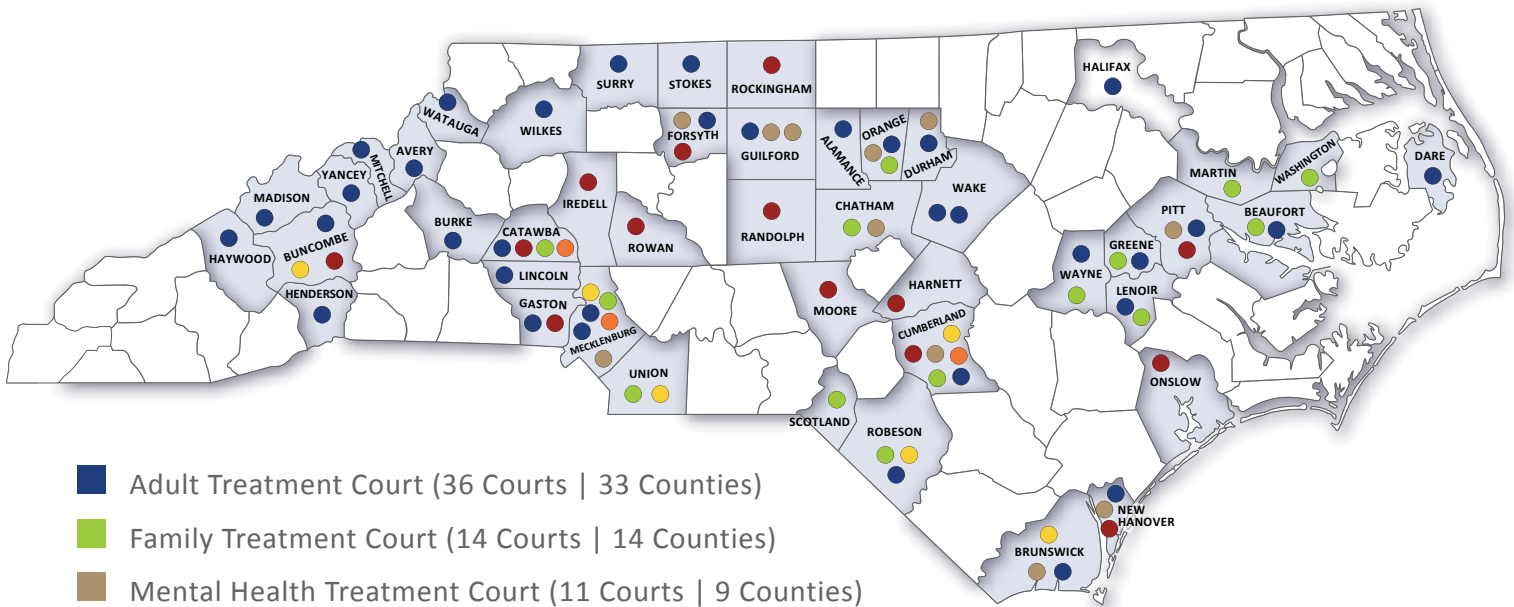 HALIFAX
SURRY
STOKES
ROCKINGHAM
WATAUGA
WILKES
FORSYTH
GUILFORD
ALAMANCE
ORANGE
DURHAM
AVERY
MITCHELL
YANCEY
MADISON
IREDELL
WAKE
MARTIN
WASHINGTON
DARE
BURKE
CATAWBA
ROWAN
RANDOLPH
CHATHAM
PITT
BEAUFORT
HAYWOOD
BUNCOMBE
GREENE
WAYNE
LINCOLN
HENDERSON
GASTON
MOORE
HARNETT
LENOIR
MECKLENBURG
CUMBERLAND
UNION
ONSLOW
SCOTLAND
ROBESON
NEW
HANOVER
BRUNSWICK
Adult Treatment Court (36 Courts | 33 Counties)
Family Treatment Court (14 Courts | 14 Counties)
Mental Health Treatment Court (11 Courts | 9 Counties)